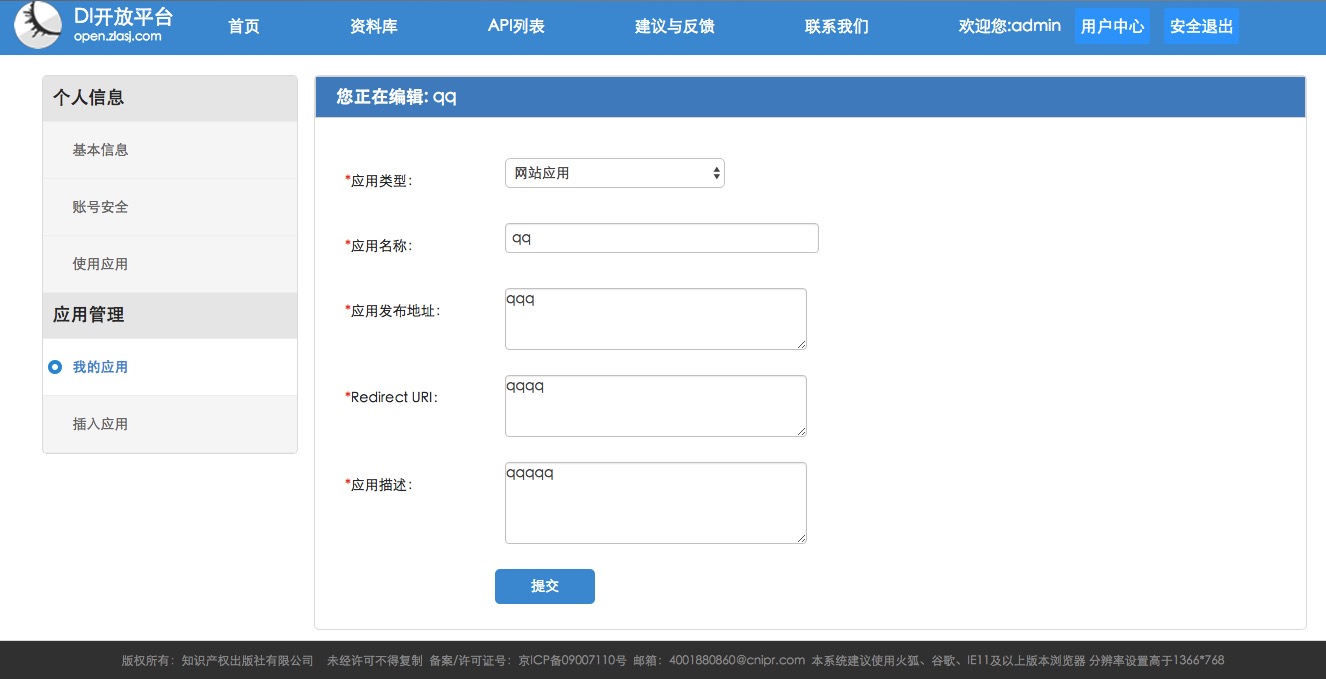 DI开放平台
open.zlasj.com
首页 资料库 API列表 建议与反馈 联系我们 欢迎您:admin 用户中心 安全退出
个人信息
基本信息
账号安全
使用应用
应用管理
我的应用
插入应用
您正在编辑: qq
*应用类型: 网站应用
*应用名称: qq
*应用发布地址: qqq
*Redirect URI: qqqq
*应用描述: qqqqq
提交
版权所有：知识产权出版社有限公司 未经许可不得复制 备案/许可证号：京ICP备09007110号 邮箱：4001880860@cnipr.com 本系统建议使用火狐、谷歌、IE11及以上版本浏览器 分辨率设置高于1366*768